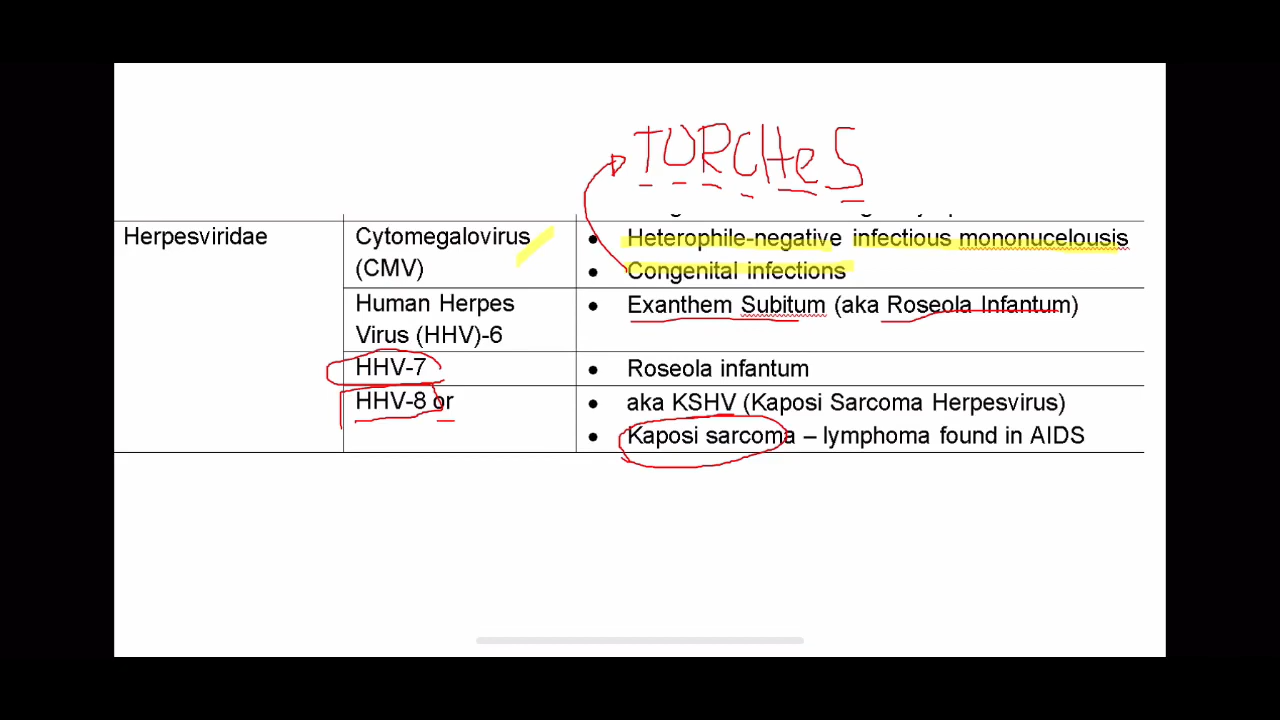 TORCHeS
Herpesviridae
Cytomegalovirus
(CMV)
• Heterophile-negative infectious mononucelousis
• Congenital infections
Human Herpes
Virus (HHV)-6
• Exanthem Subitum (aka Roseola Infantum)
HHV-7
• Roseola infantum
HHV-8 or
• aka KSHV (Kaposi Sarcoma Herpesvirus)
• Kaposi sarcoma – lymphoma found in AIDS